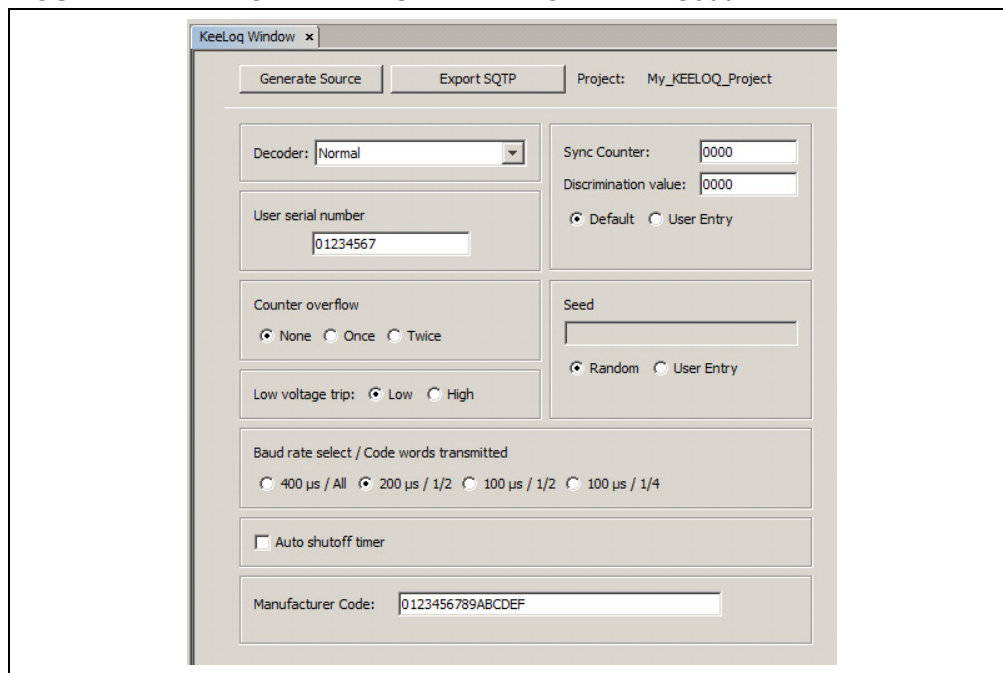 KeeLoq Window ×
Generate Source Export SQTP Project: My_KEELOQ_Project
Decoder: Normal
Sync Counter: 0000
Discrimination value: 0000
Default User Entry
User serial number
01234567
Counter overflow
None Once Twice
Seed
Random User Entry
Low voltage trip: Low High
Baud rate select / Code words transmitted
400 µs / All 200 µs / 1/2 100 µs / 1/2 100 µs / 1/4
Auto shutoff timer
Manufacturer Code: 0123456789ABCDEF